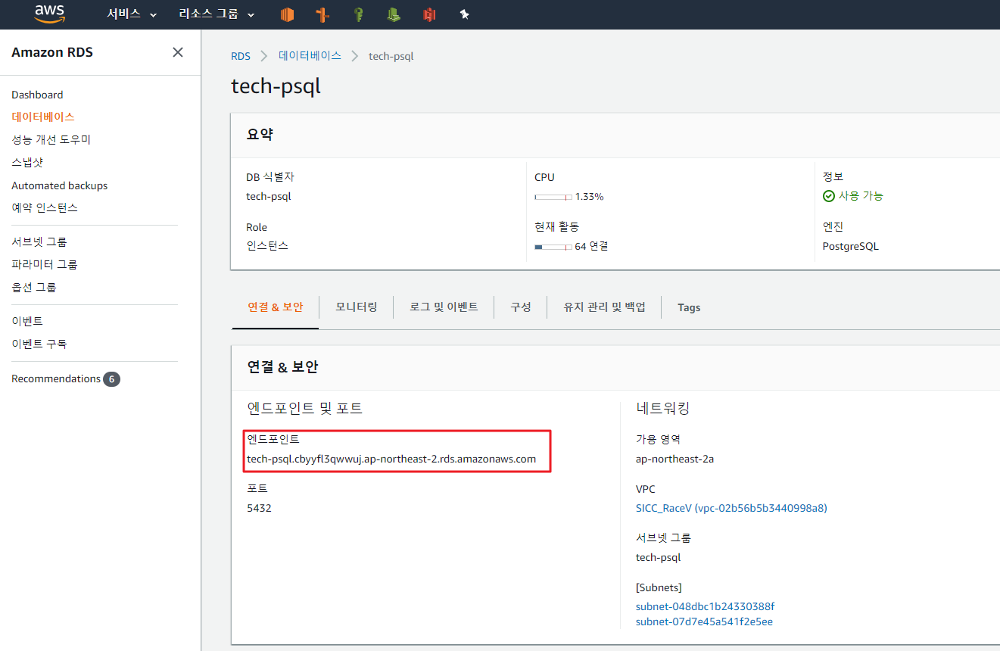 aws 서비스 리소스 그룹
Amazon RDS
Dashboard
데이터베이스
성능 개선 도우미
스냅샷
Automated backups
예약 인스턴스
서브넷 그룹
파라미터 그룹
옵션 그룹
이벤트
이벤트 구독
Recommendations 6
RDS 데이터베이스 tech-psql
tech-psql
요약
DB 식별자
tech-psql
Role
인스턴스
CPU
1.33%
현재 활동
64 연결
정보
사용 가능
엔진
PostgreSQL
연결 & 보안 모니터링 로그 및 이벤트 구성 유지 관리 및 백업 Tags
연결 & 보안
엔드포인트 및 포트
엔드포인트
tech-psql.cbyyfl3qwwuj.ap-northeast-2.rds.amazonaws.com
포트
5432
네트워킹
가용 영역
ap-northeast-2a
VPC
SICC_RaceV (vpc-02b56b5b3440998a8)
서브넷 그룹
tech-psql
[Subnets]
subnet-048dbc1b24330388f
subnet-07d7e45a541f2e5ee